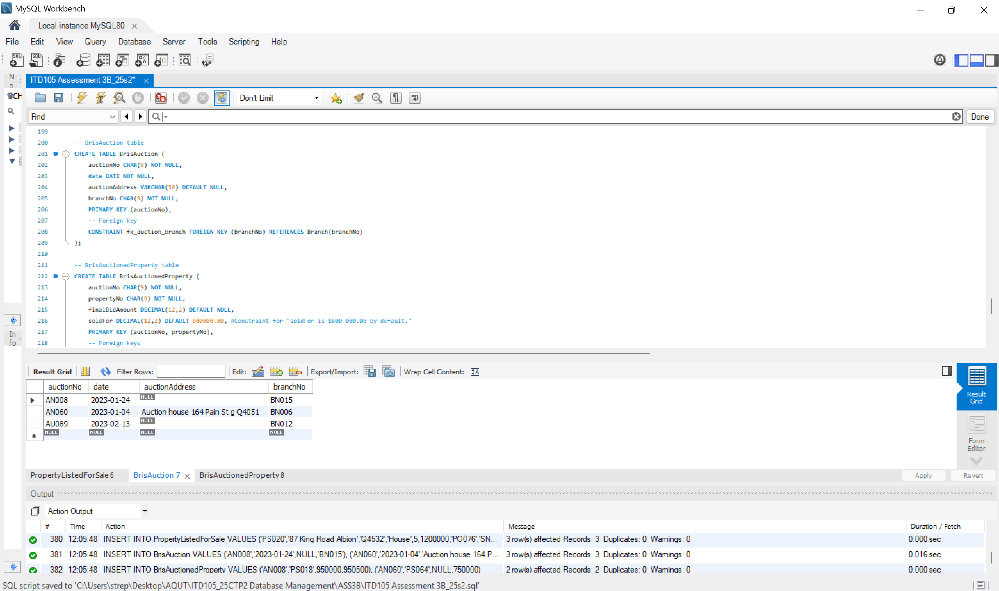 MySQL Workbench
Local instance MySQL80
File Edit View Query Database Server Tools Scripting Help
ITD105 Assessment 3B_25s2*
Don't Limit
Find
Done
199
200 -- BrisAuction table
201 CREATE TABLE BrisAuction (
202 auctionNo CHAR(9) NOT NULL,
203 date DATE NOT NULL,
204 auctionAddress VARCHAR(50) DEFAULT NULL,
205 branchNo CHAR(9) NOT NULL,
206 PRIMARY KEY (auctionNo),
207 -- Foreign key
208 CONSTRAINT fk_auction_branch FOREIGN KEY (branchNo) REFERENCES Branch(branchNo)
209 );
210
211 -- BrisAuctionedProperty table
212 CREATE TABLE BrisAuctionedProperty (
213 auctionNo CHAR(9) NOT NULL,
214 propertyNo CHAR(9) NOT NULL,
215 finalBidAmount DECIMAL(12,2) DEFAULT NULL,
216 soldFor DECIMAL(12,2) DEFAULT 600000.00, #Constraint for "soldFor is $600 000.00 by default."
217 PRIMARY KEY (auctionNo, propertyNo),
218 -- Foreign keys
Na
SCH
Info
Result Grid Filter Rows: Edit: Export/Import: Wrap Cell Content:
auctionNo date auctionAddress branchNo
AN008 2023-01-24 NULL BN015
AN060 2023-01-04 Auction house 164 Pain St g Q4051 BN006
AU089 2023-02-13 NULL BN012
NULL NULL NULL NULL
Result Grid
Form Editor
PropertyListedForSale 6 BrisAuction 7 BrisAuctionedProperty 8 Apply Revert
Output
Action Output
# Time Action Message Duration / Fetch
380 12:05:48 INSERT INTO PropertyListedForSale VALUES ('PS020','87 King Road Albion','Q4532','House',5,1200000,'PO076','SN... 3 row(s) affected Records: 3 Duplicates: 0 Warnings: 0 0.000 sec
381 12:05:48 INSERT INTO BrisAuction VALUES ('AN008','2023-01-24',NULL,'BN015'), ('AN060','2023-01-04','Auction house 164 P... 3 row(s) affected Records: 3 Duplicates: 0 Warnings: 0 0.016 sec
382 12:05:48 INSERT INTO BrisAuctionedProperty VALUES ('AN008','PS018',950000,950500), ('AN060','PS064',NULL,750000) 2 row(s) affected Records: 2 Duplicates: 0 Warnings: 0 0.000 sec
SQL script saved to 'C:\Users\strep\Desktop\AQUT\ITD105_25CTP2 Database Management\ASS3B\ITD105 Assessment 3B_25s2.sql'